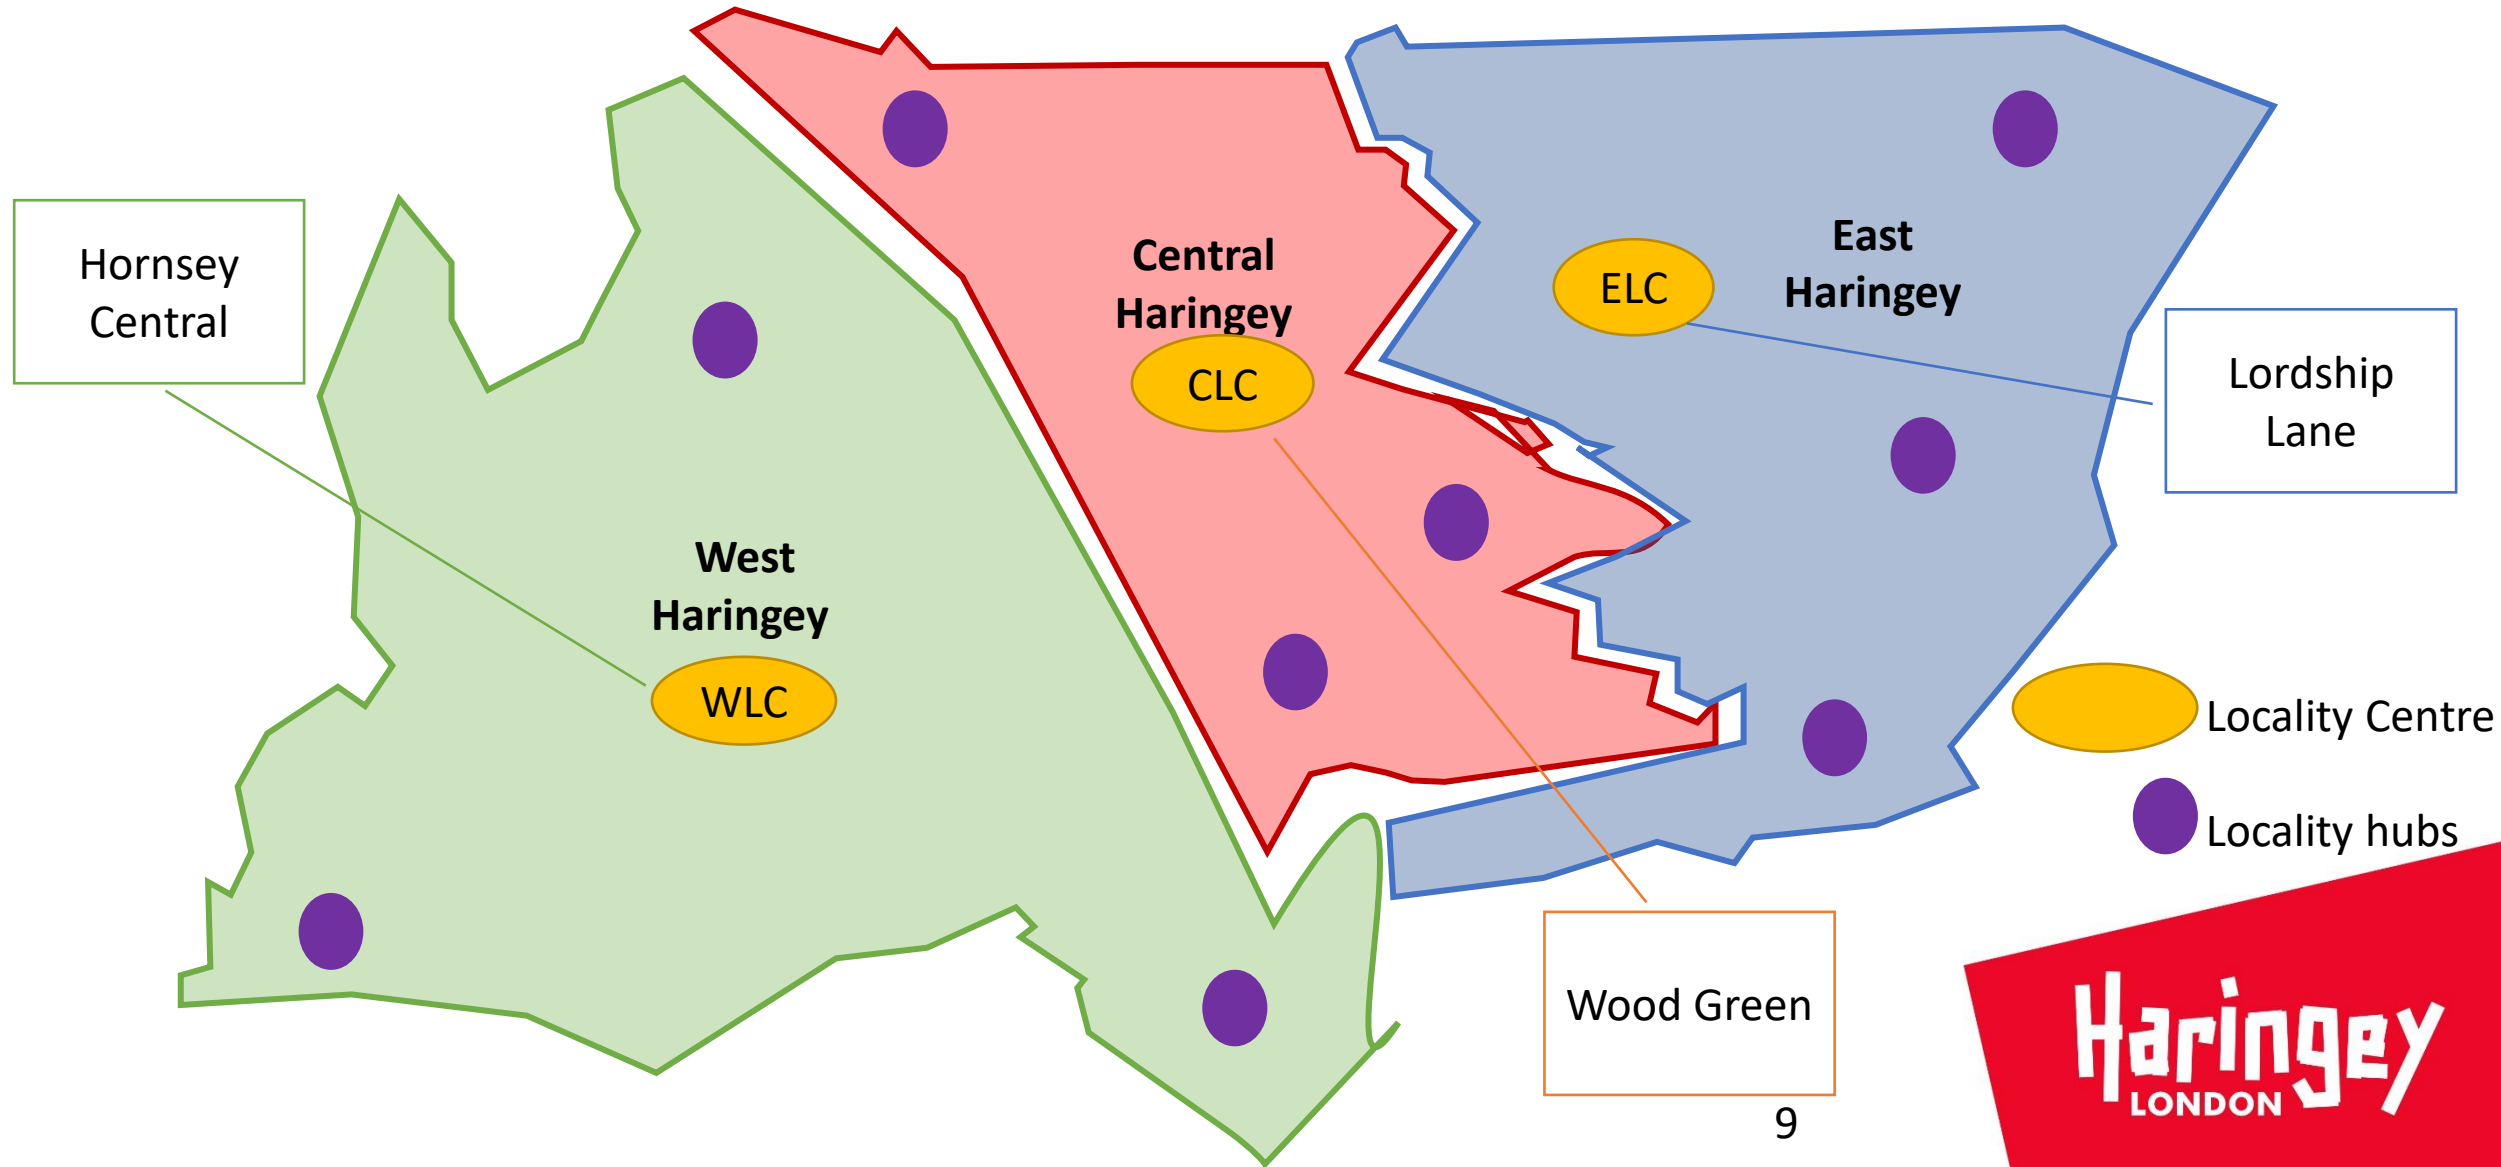 Hornsey
Central
West
Haringey
WLC
Central
Haringey
CLC
East
Haringey
ELC
Lordship
Lane
Locality Centre
Locality hubs
Wood Green
Haringey
LONDON
9